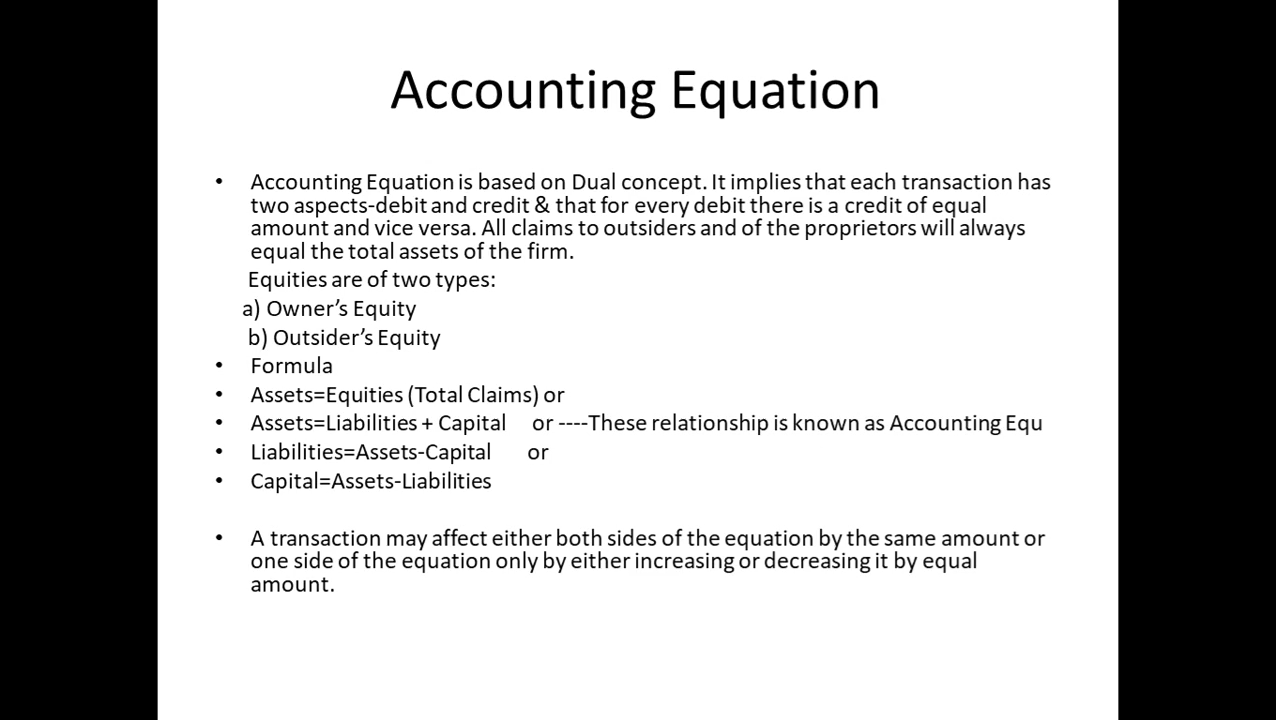 Accounting Equation
• Accounting Equation is based on Dual concept. It implies that each transaction has
two aspects-debit and credit & that for every debit there is a credit of equal
amount and vice versa. All claims to outsiders and of the proprietors will always
equal the total assets of the firm.
Equities are of two types:
a) Owner’s Equity
b) Outsider’s Equity
• Formula
• Assets=Equities (Total Claims) or
• Assets=Liabilities + Capital or ----These relationship is known as Accounting Equ
• Liabilities=Assets-Capital or
• Capital=Assets-Liabilities
• A transaction may affect either both sides of the equation by the same amount or
one side of the equation only by either increasing or decreasing it by equal
amount.